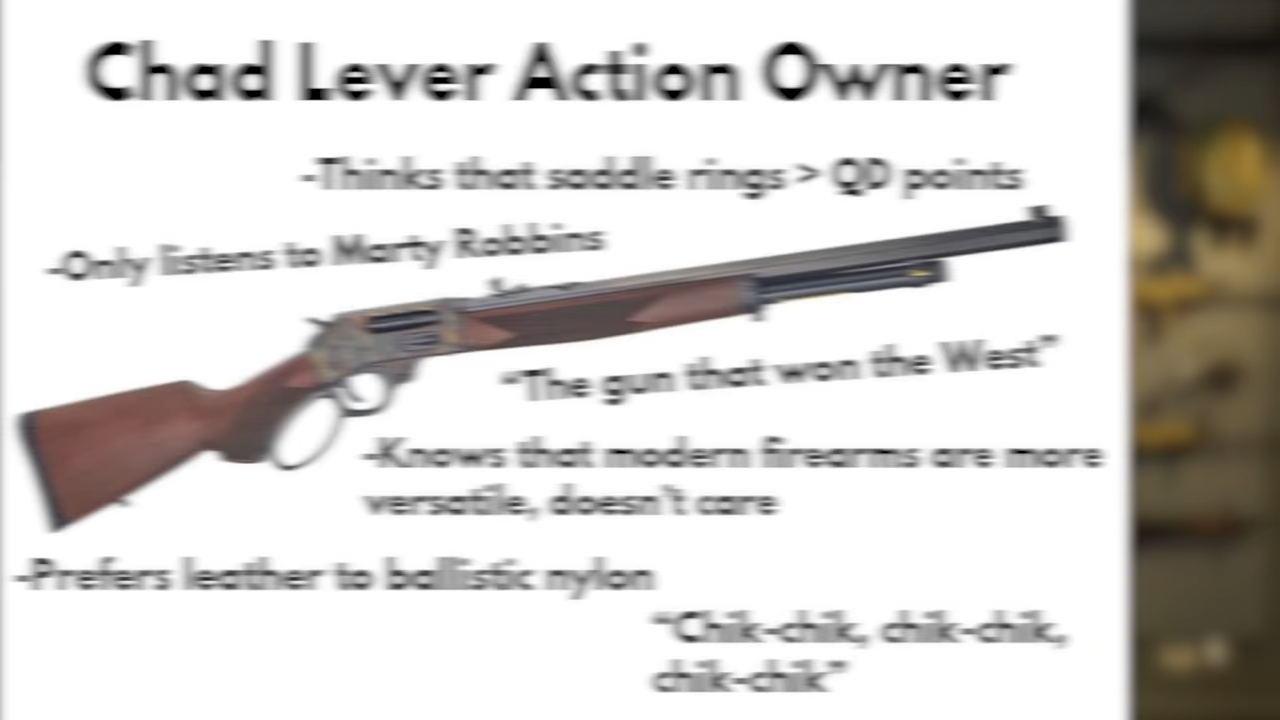 Chad Lever Action Owner
-Thinks that saddle rings > QD points
-Only listens to Marty Robbins
"The gun that won the West"
-Knows that modern firearms are more
versatile, doesn't care
-Prefers leather to ballistic nylon
"Chik-chik, chik-chik,
chik-chik"